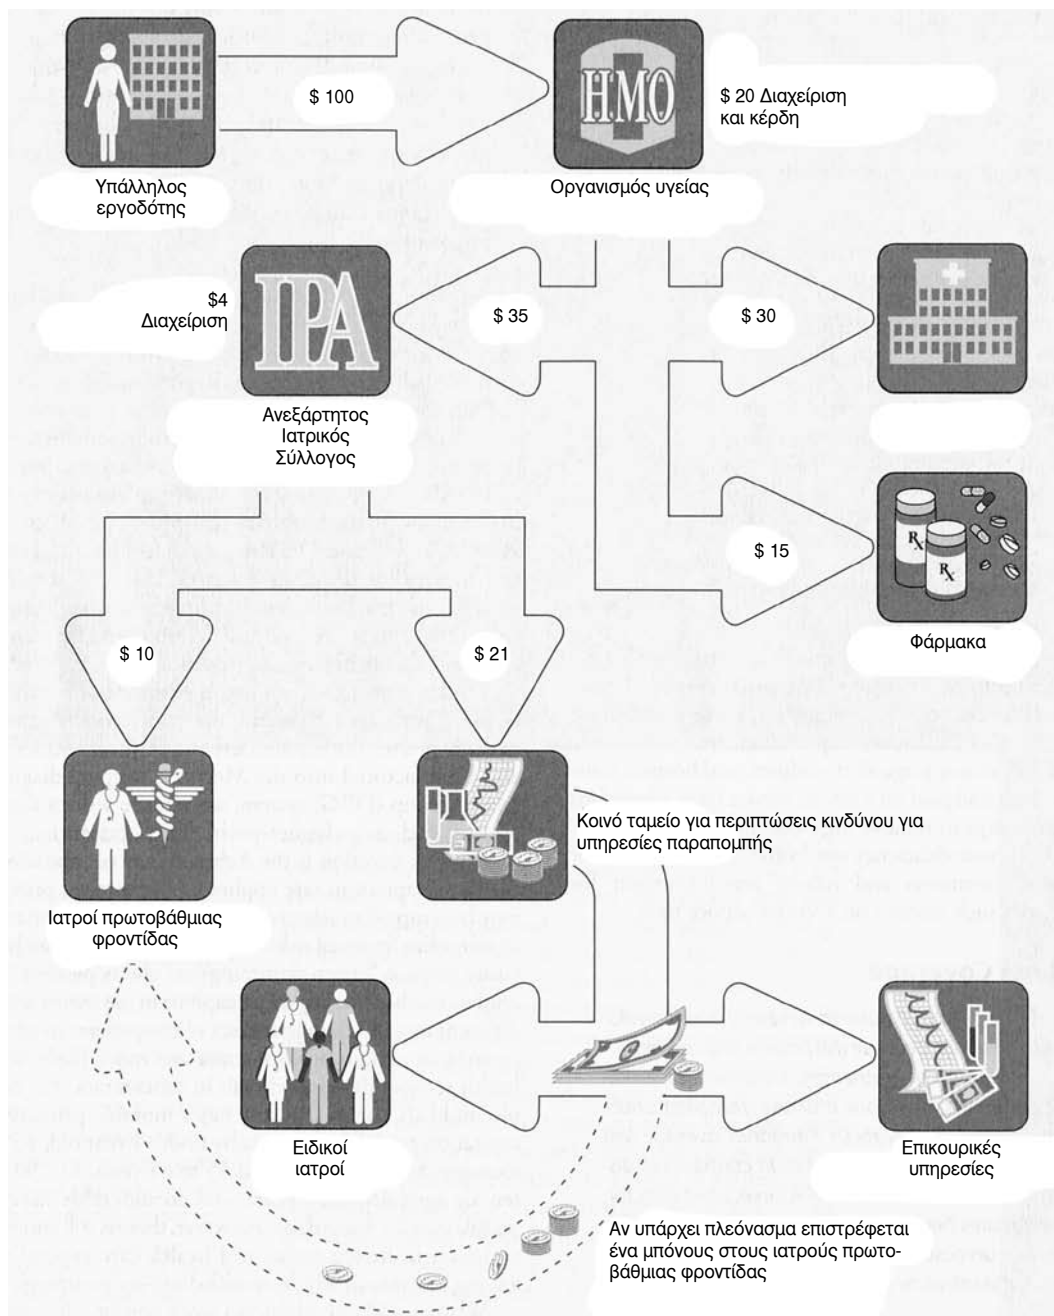 $ 100
HMO
$ 20 Διαχείριση
και κέρδη
Υπάλληλος
εργοδότης
Οργανισμός υγείας
$4
Διαχείριση
IPA
$ 35
$ 30
Ανεξάρτητος
Ιατρικός
Σύλλογος
$ 15
Rx
Rx
Φάρμακα
$ 10
$ 21
Κοινό ταμείο για περιπτώσεις κινδύνου για
υπηρεσίες παραπομπής
Ιατροί πρωτοβάθμιας
φροντίδας
Ειδικοί
ιατροί
Επικουρικές
υπηρεσίες
Αν υπάρχει πλεόνασμα επιστρέφεται
ένα μπόνους στους ιατρούς πρωτο-
βάθμιας φροντίδας